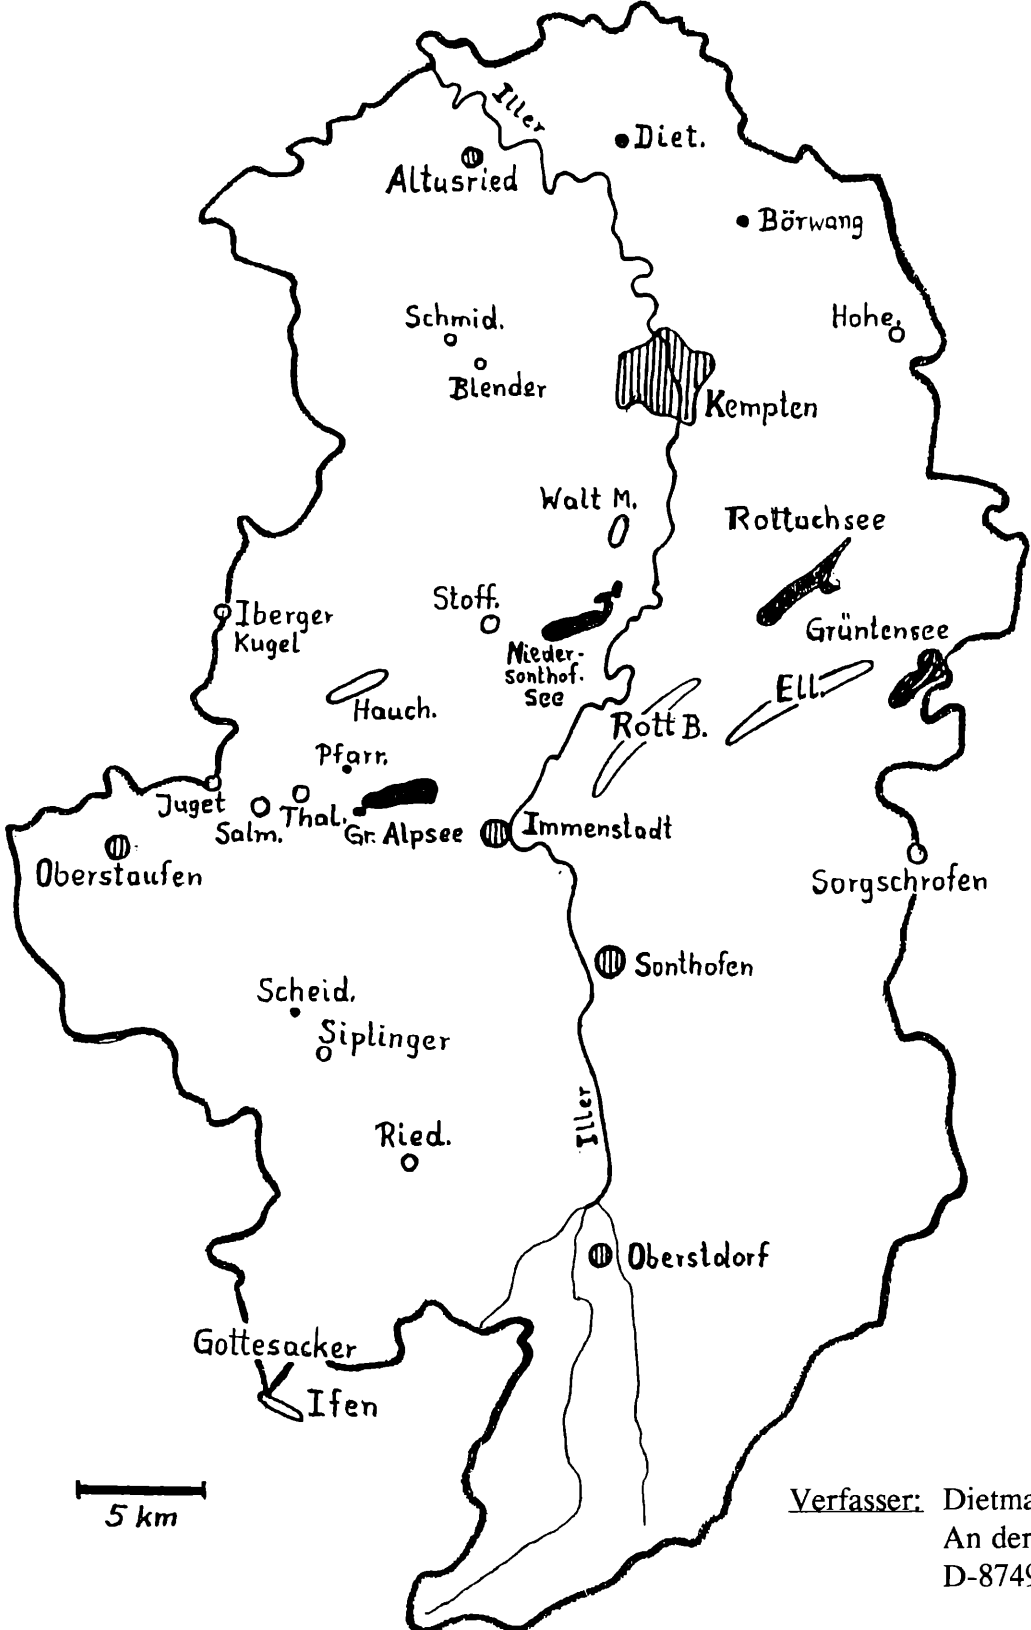 Iller
Diet.
Altusried
Börwang
Schmid.
Hohe.
Blender
Kempten
Walt M.
Rottachsee
Stoff.
Iberger
Kugel
Grüntensee
Nieder-
sonthof.
See
Ell.
Hauch.
Rott B.
Pfarr.
Juget
Salm.
Thal.
Gr. Alpsee
Immenstadt
Oberstaufen
Sorgschrofen
Sonthofen
Scheid.
Siplinger
Iller
Ried.
Oberstdorf
Gottesacker
Ifen
5 km
Verfasser: Dietma
An der
D-8749